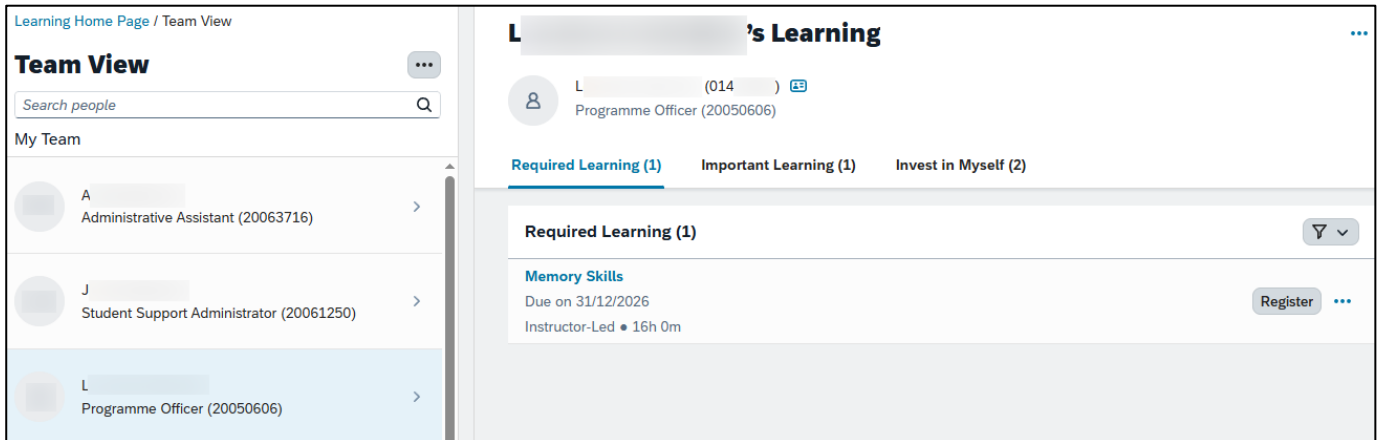 Learning Home Page / Team View
Team View
Search people
My Team
A
Administrative Assistant (20063716)
J
Student Support Administrator (20061250)
L
Programme Officer (20050606)
L 's Learning
L (014 )
Programme Officer (20050606)
Required Learning (1) Important Learning (1) Invest in Myself (2)
Required Learning (1)
Memory Skills
Due on 31/12/2026
Register
Instructor-Led ● 16h 0m